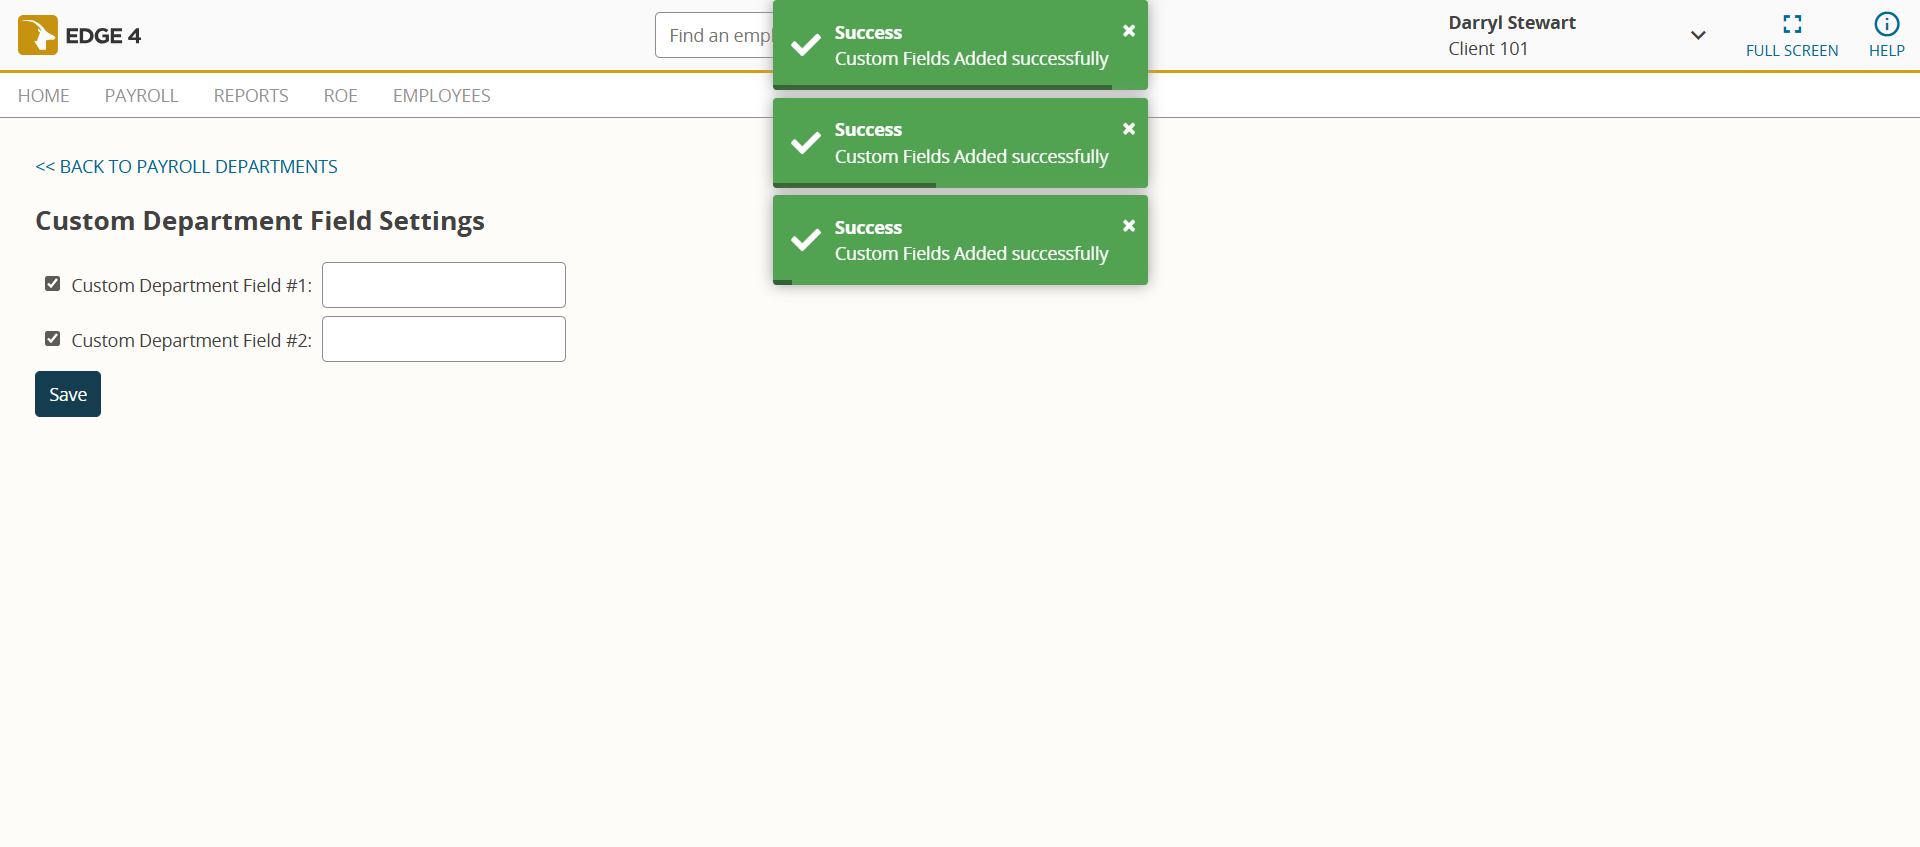 EDGE 4
Find an empl
Success
Custom Fields Added successfully
Darryl Stewart
Client 101
FULL SCREEN
HELP
HOME
PAYROLL
REPORTS
ROE
EMPLOYEES
Success
Custom Fields Added successfully
<< BACK TO PAYROLL DEPARTMENTS
Success
Custom Fields Added successfully
Custom Department Field Settings
Custom Department Field #1:
Custom Department Field #2:
Save